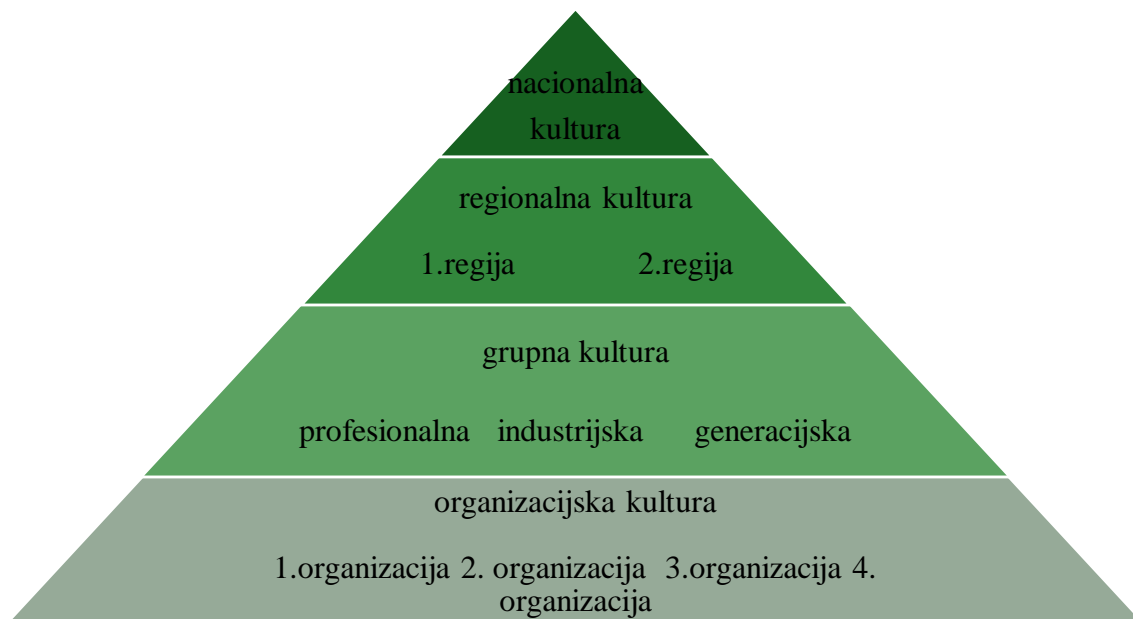 nacionalna
kultura
regionalna kultura
1.regija 2.regija
grupna kultura
profesionalna industrijska generacijska
organizacijska kultura
1.organizacija 2. organizacija 3.organizacija 4.
organizacija